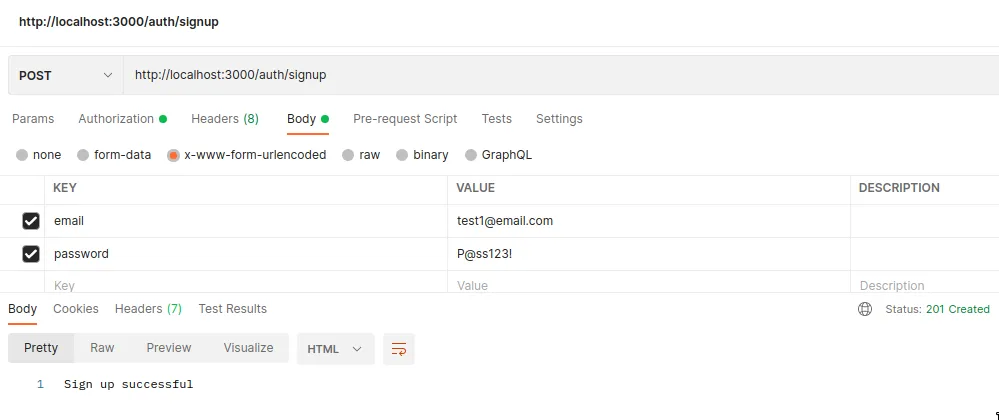 http://localhost:3000/auth/signup
POST http://localhost:3000/auth/signup
Params Authorization Headers (8) Body Pre-request Script Tests Settings
none form-data x-www-form-urlencoded raw binary GraphQL
KEY VALUE DESCRIPTION
email test1@email.com
password P@ss123!
Key Value Description
Body Cookies Headers (7) Test Results Status: 201 Created
Pretty Raw Preview Visualize HTML
1 Sign up successful